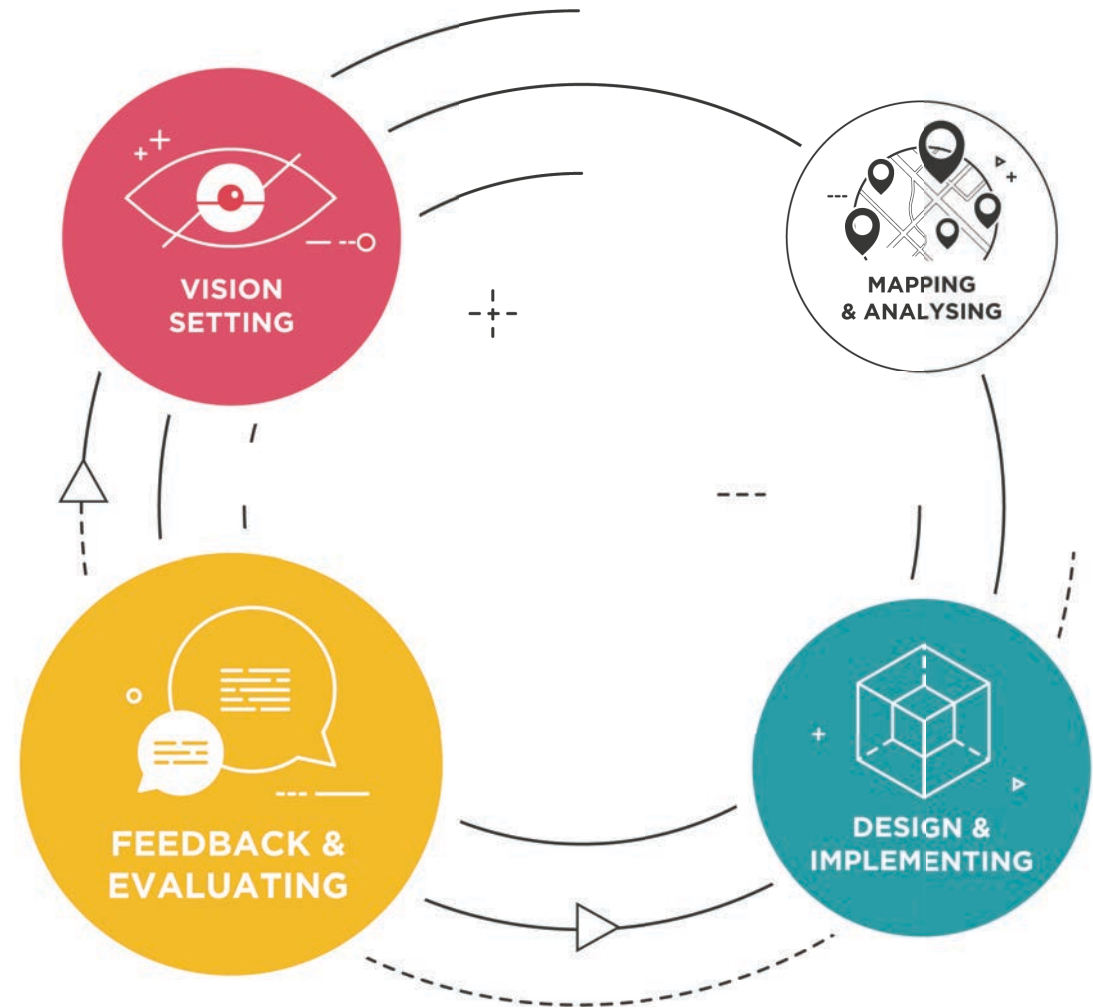 VISION
SETTING
MAPPING
& ANALYSING
FEEDBACK &
EVALUATING
DESIGN &
IMPLEMENTING